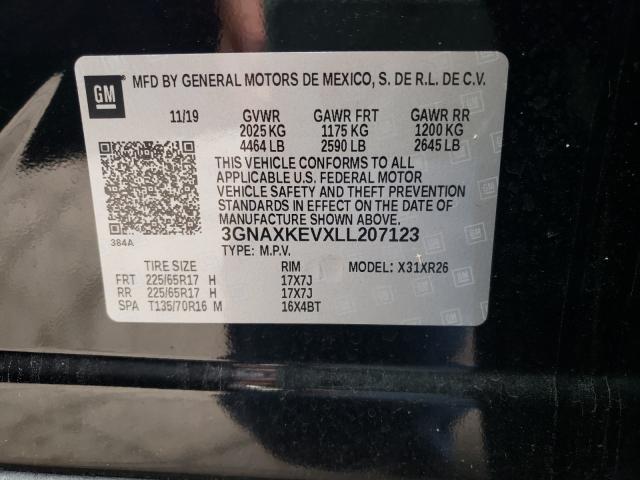 GM
MFD BY GENERAL MOTORS DE MEXICO, S. DE R.L. DE C.V.
11/19 GVWR GAWR FRT GAWR RR
2025 KG 1175 KG 1200 KG
4464 LB 2590 LB 2645 LB
THIS VEHICLE CONFORMS TO ALL
APPLICABLE U.S. FEDERAL MOTOR
VEHICLE SAFETY AND THEFT PREVENTION
STANDARDS IN EFFECT ON THE DATE OF
MANUFACTURE SHOWN ABOVE.
384A 3GNAXKEVXLL207123
TYPE: M.P.V.
TIRE SIZE RIM MODEL: X31XR26
FRT 225/65R17 H 17X7J
RR 225/65R17 H 17X7J
SPA T135/70R16 M 16X4BT